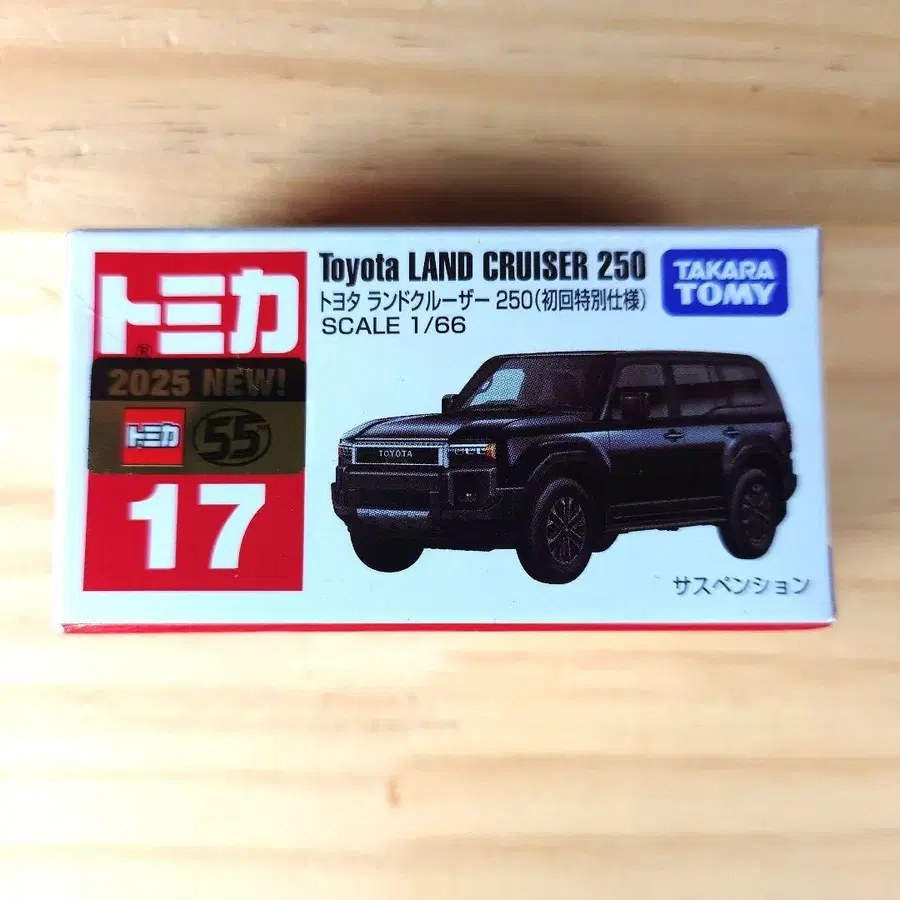 トミカ
®
2025 NEW!
トミカ 55
17
Toyota LAND CRUISER 250
トヨタ ランドクルーザー 250(初回特別仕様)
SCALE 1/66
TAKARA
TOMY
TOYOTA
サスペンション